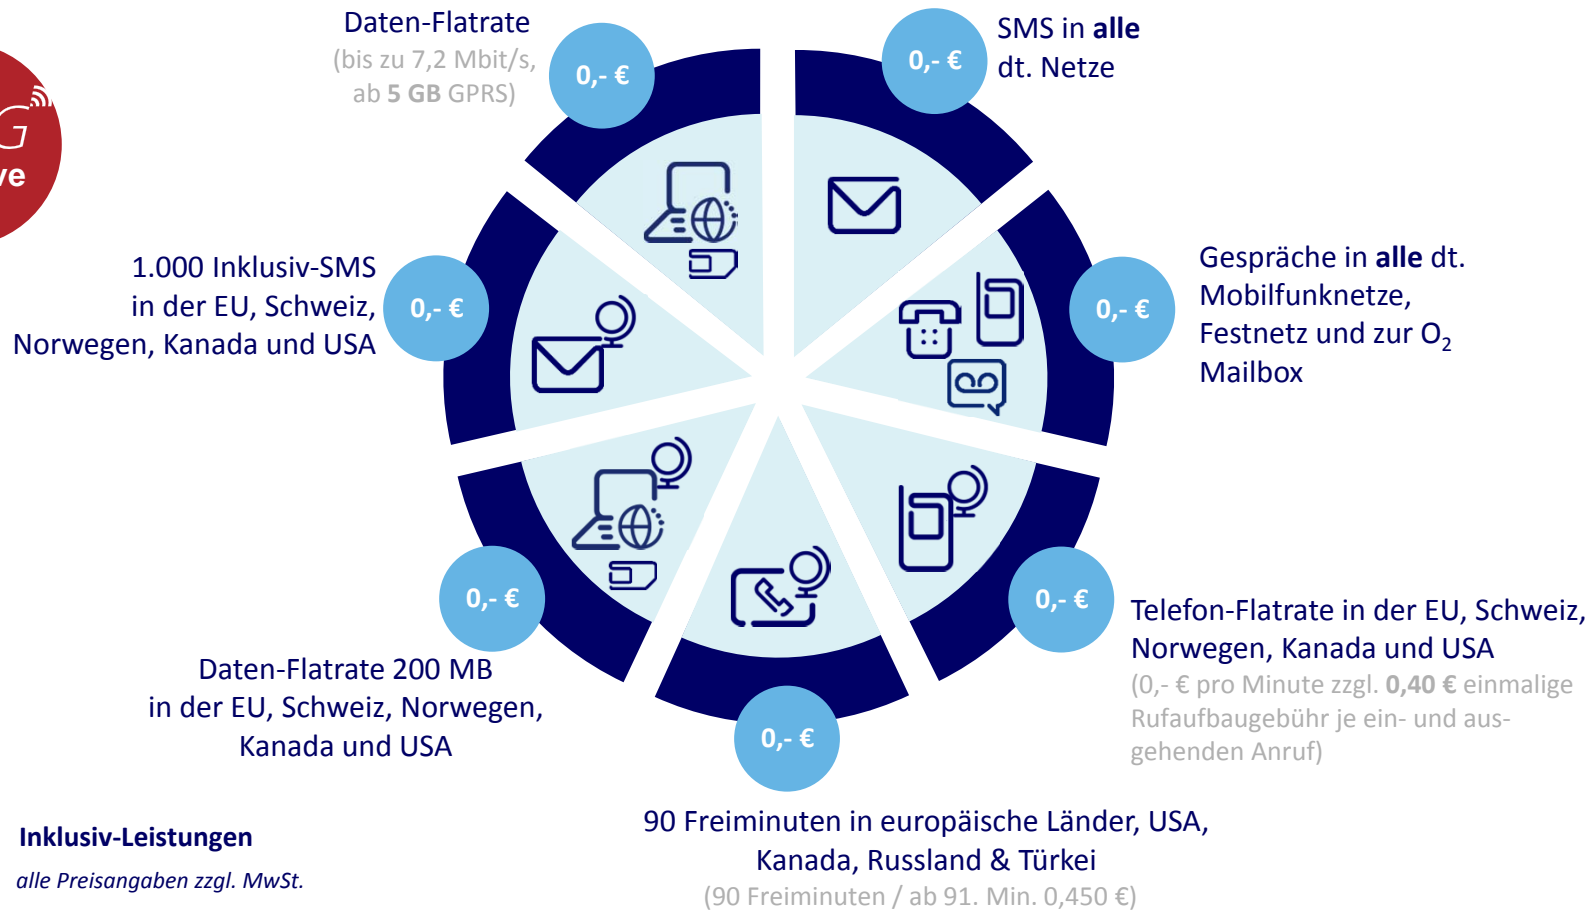 Daten-Flatrate
(bis zu 7,2 Mbit/s,
ab 5 GB GPRS)
0,- €
SMS in alle
dt. Netze
0,- €
G
ve
1.000 Inklusiv-SMS
in der EU, Schweiz,
Norwegen, Kanada und USA
0,- €
Gespräche in alle dt.
Mobilfunknetze,
Festnetz und zur O₂
Mailbox
0,- €
Daten-Flatrate 200 MB
in der EU, Schweiz, Norwegen,
Kanada und USA
0,- €
Telefon-Flatrate in der EU, Schweiz,
Norwegen, Kanada und USA
(0,- € pro Minute zzgl. 0,40 € einmalige
Rufaufbaugebühr je ein- und aus-
gehenden Anruf)
0,- €
0,- €
90 Freiminuten in europäische Länder, USA,
Kanada, Russland & Türkei
(90 Freiminuten / ab 91. Min. 0,450 €)
Inklusiv-Leistungen
alle Preisangaben zzgl. MwSt.